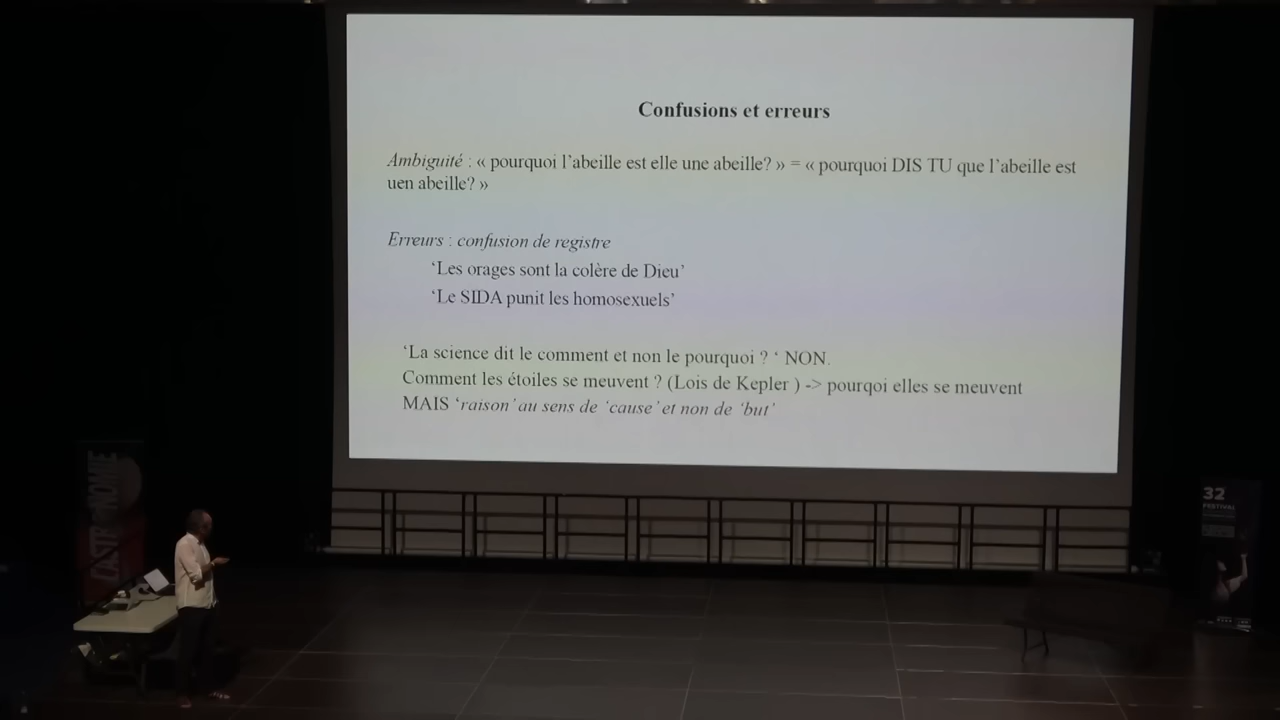 Confusions et erreurs
Ambiguité : « pourquoi l'abeille est elle une abeille? » = « pourquoi DIS TU que l'abeille est
uen abeille? »
Erreurs : confusion de registre
'Les orages sont la colère de Dieu'
'Le SIDA punit les homosexuels'
'La science dit le comment et non le pourquoi ? ' NON.
Comment les étoiles se meuvent ? (Lois de Kepler ) -> pourqoi elles se meuvent
MAIS 'raison' au sens de 'cause' et non de 'but'
L'ASTRONOMIE
32
FESTIVAL